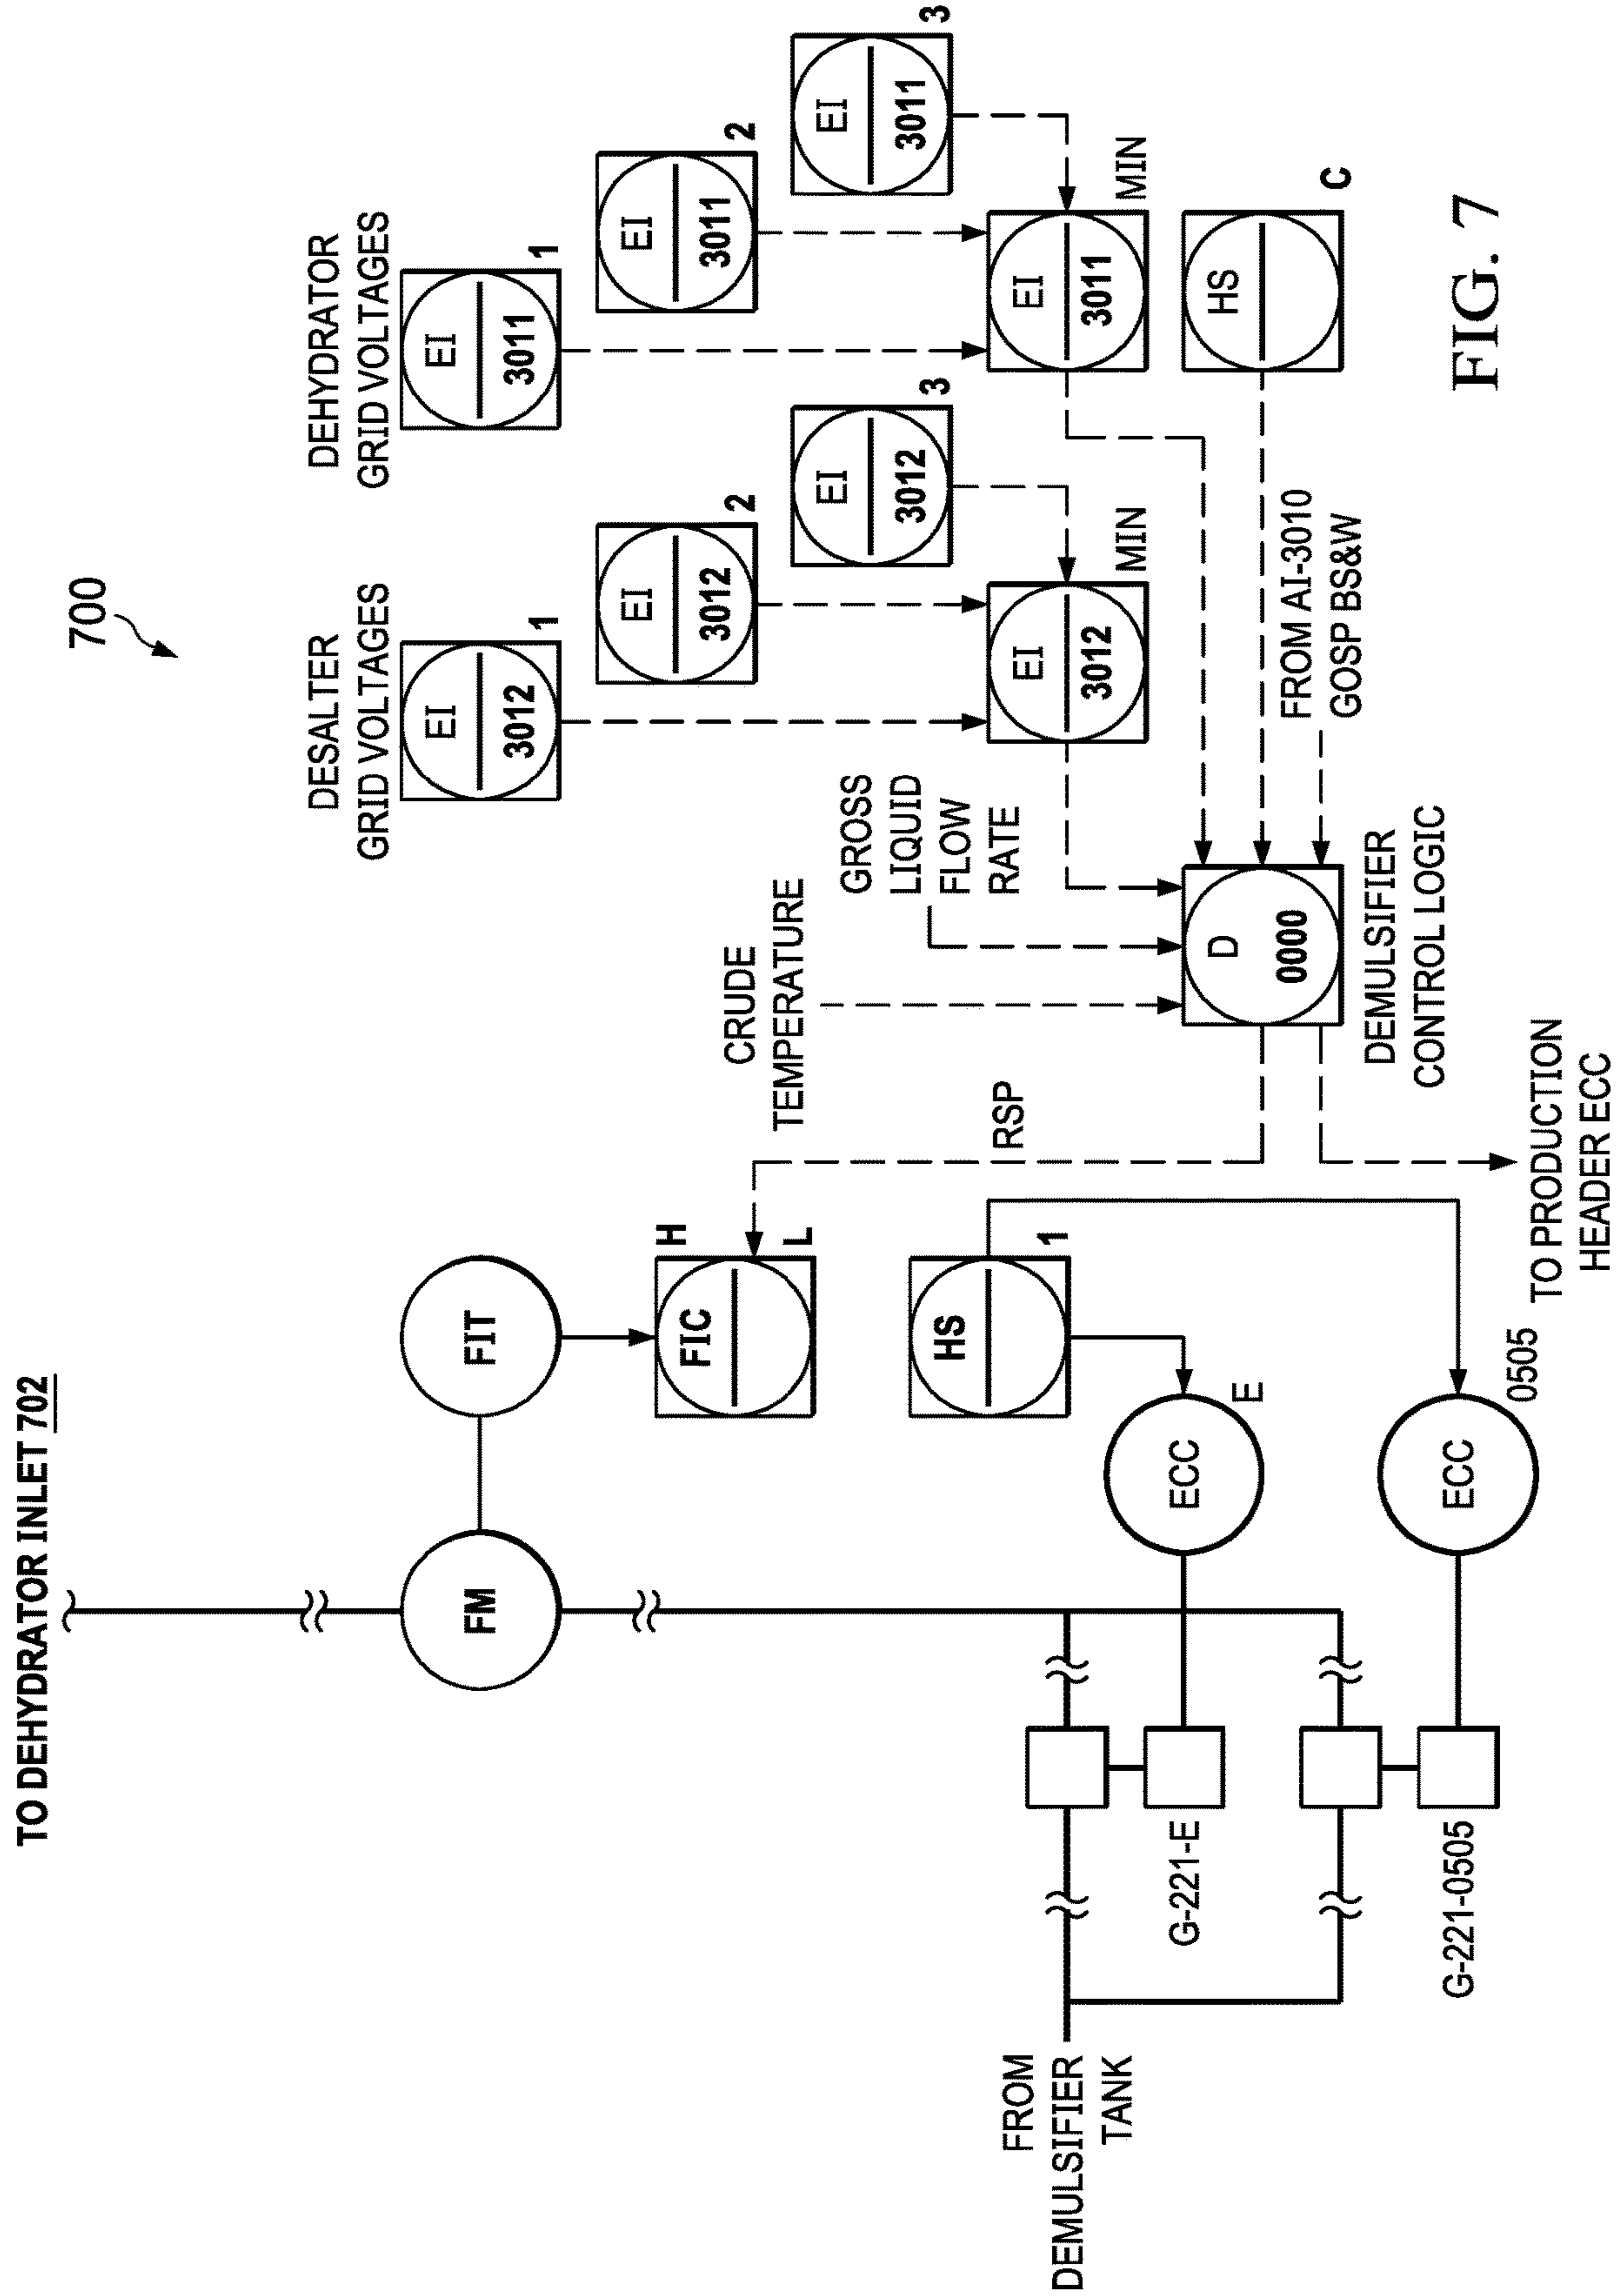 700
TO DEHYDRATOR INLET 702
DESALTER
GRID VOLTAGES
DEHYDRATOR
GRID VOLTAGES
FM
FIT
EI
3012
1
EI
3011
1
EI
3012
2
EI
3011
2
FIC
H
L
CRUDE
TEMPERATURE
GROSS
LIQUID
FLOW
RATE
EI
3012
3
EI
3011
3
HS
1
RSP
EI
3012
MIN
EI
3011
MIN
FROM
DEMULSIFIER
TANK
G-221-E
ECC
E
D
0000
DEMULSIFIER
CONTROL LOGIC
FROM AI-3010
GOSP BS&W
HS
C
G-221-0505
ECC
0505
TO PRODUCTION
HEADER ECC
FIG. 7